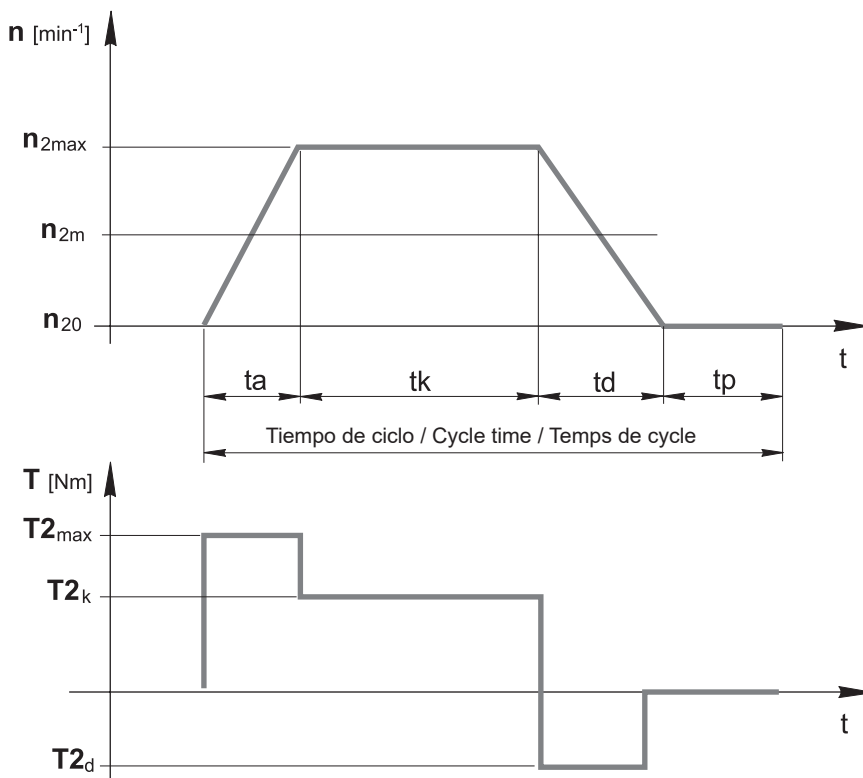 n [min⁻¹]
n2max
n2m
n20
t
ta tk td tp
Tiempo de ciclo / Cycle time / Temps de cycle
T [Nm]
T2max
T2k
t
T2d